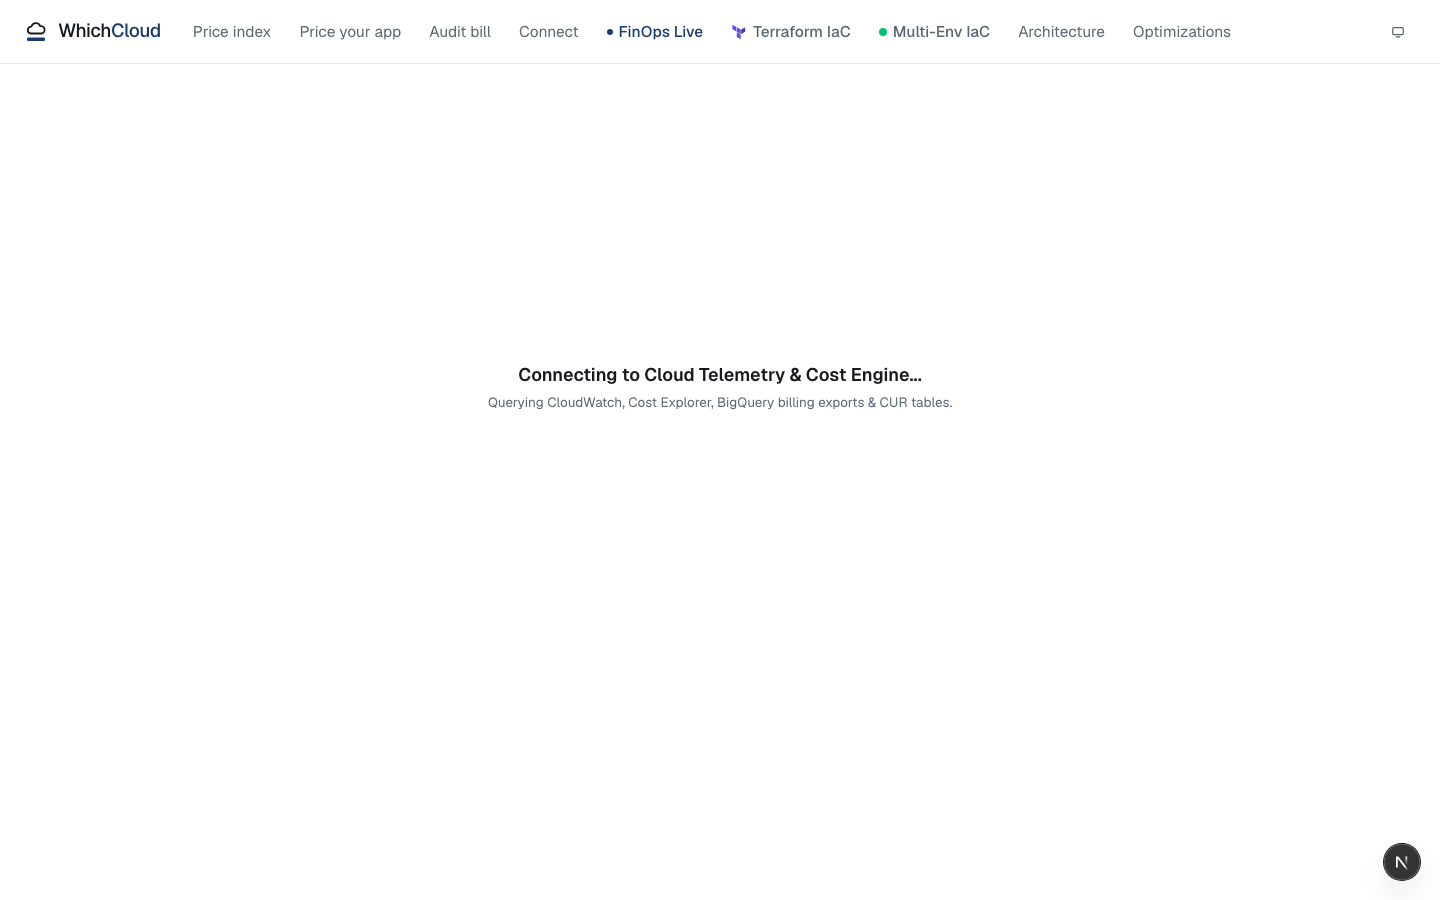 WhichCloud Price index Price your app Audit bill Connect FinOps Live Terraform IaC Multi-Env IaC Architecture Optimizations
Connecting to Cloud Telemetry & Cost Engine...
Querying CloudWatch, Cost Explorer, BigQuery billing exports & CUR tables.
N